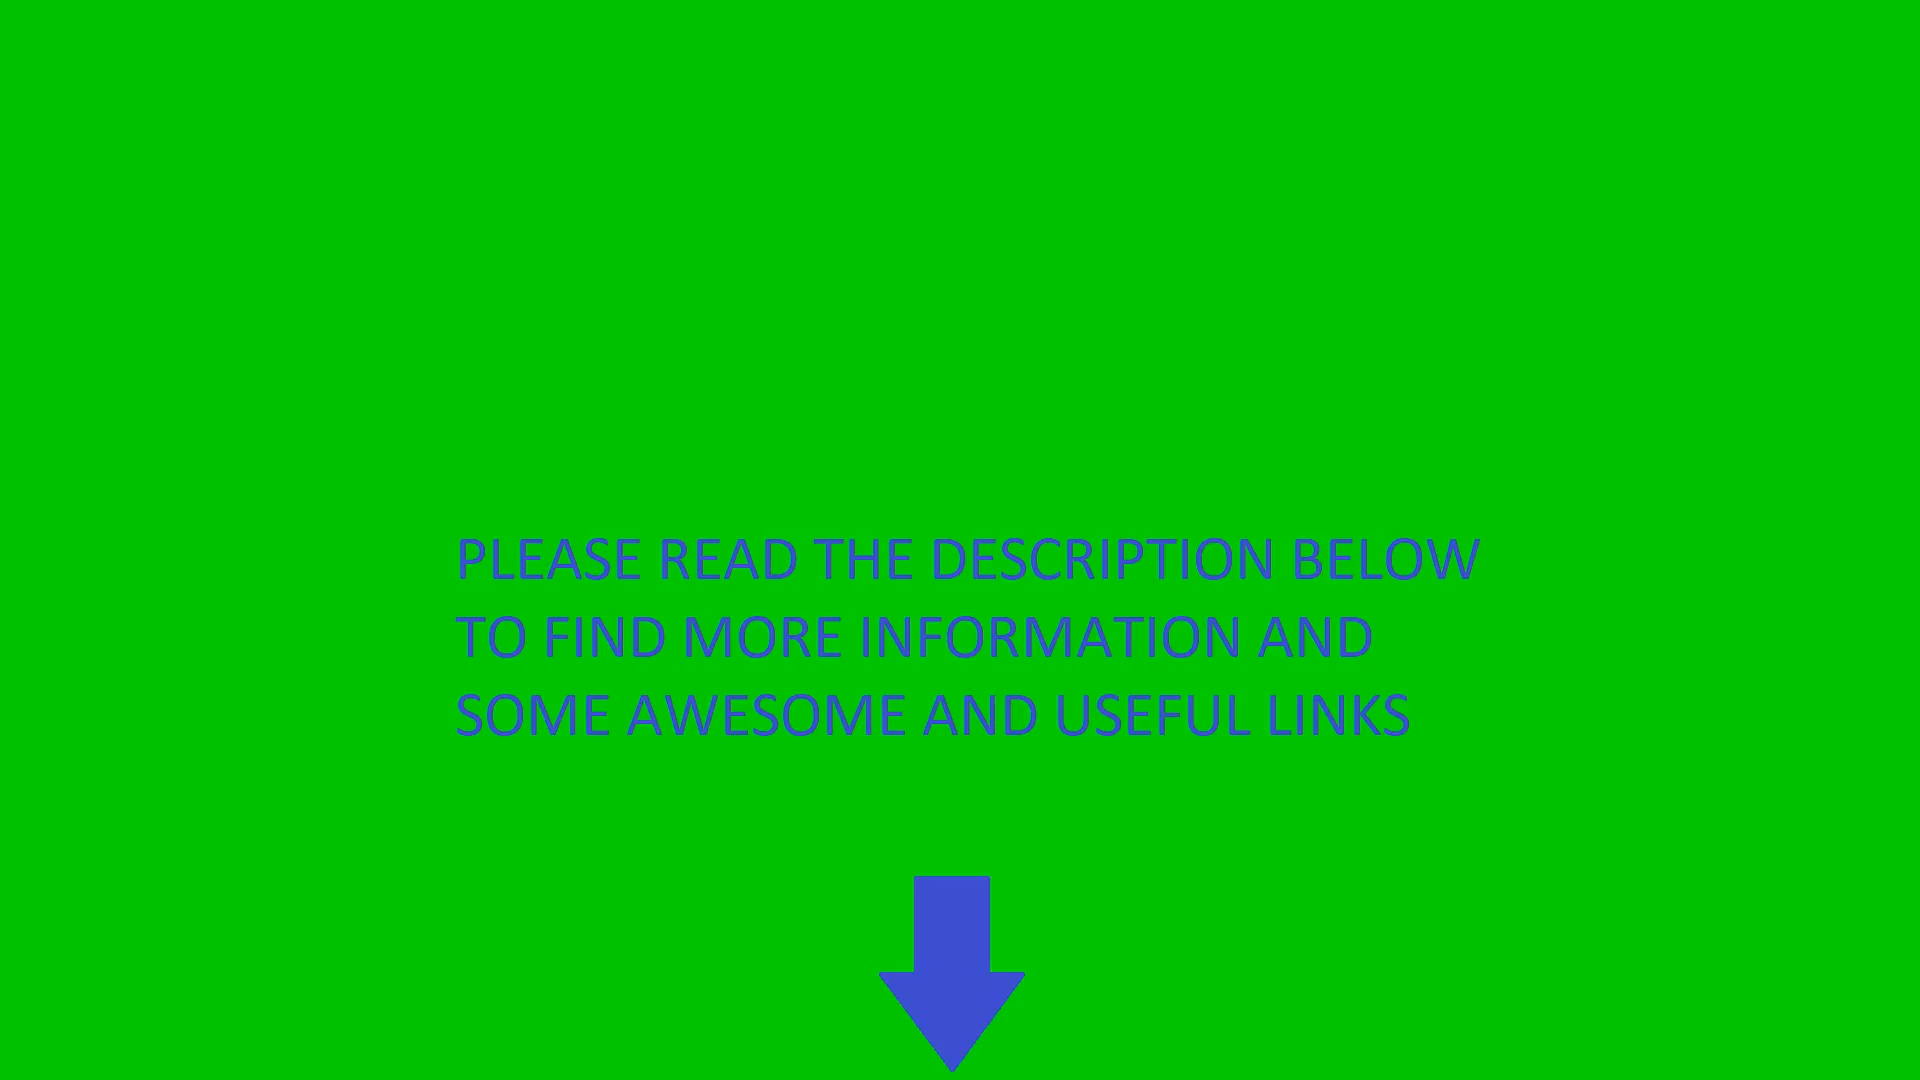 PLEASE READ THE DESCRIPTION BELOW
TO FIND MORE INFORMATION AND
SOME AWESOME AND USEFUL LINKS